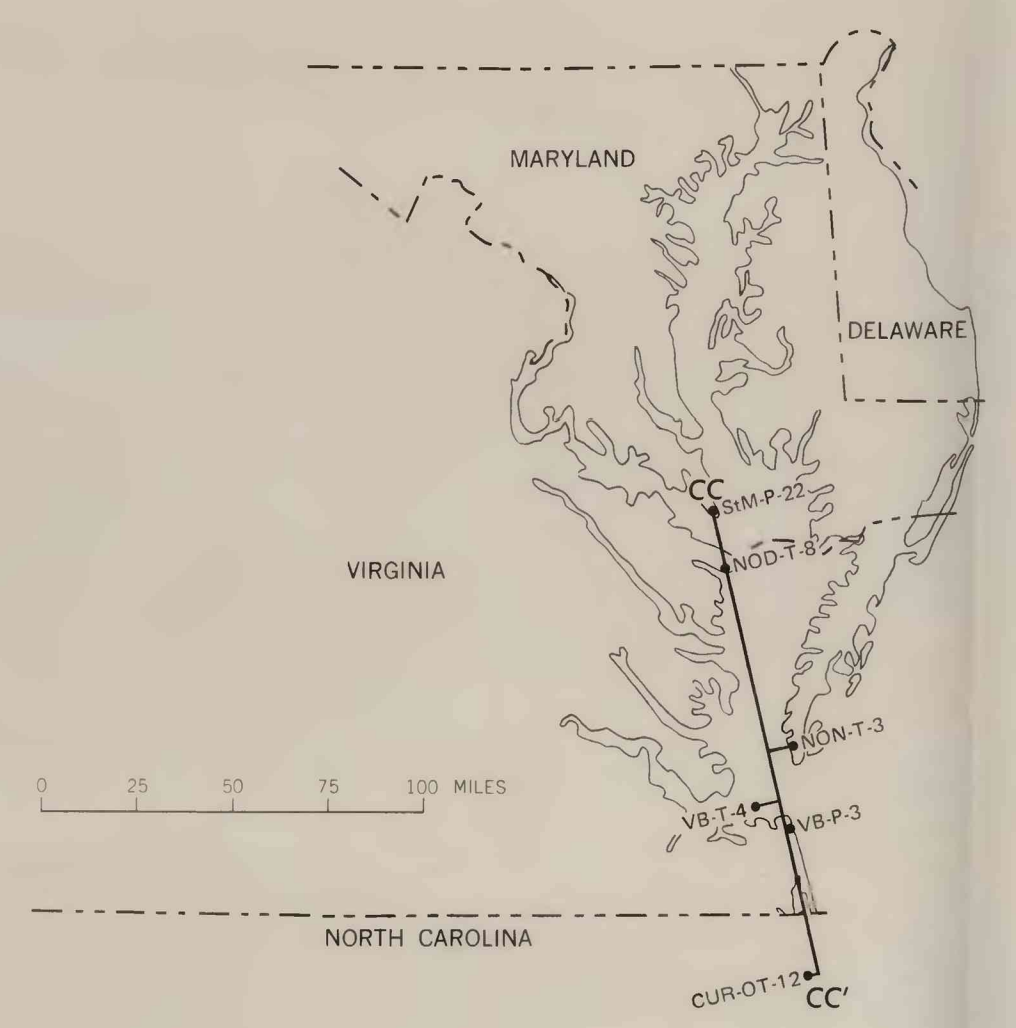 MARYLAND
DELAWARE
CC
StM-P-22
NOD-T-8
VIRGINIA
NON-T-3
0 25 50 75 100 MILES
VB-T-4
VB-P-3
NORTH CAROLINA
CUR-OT-12
CC'